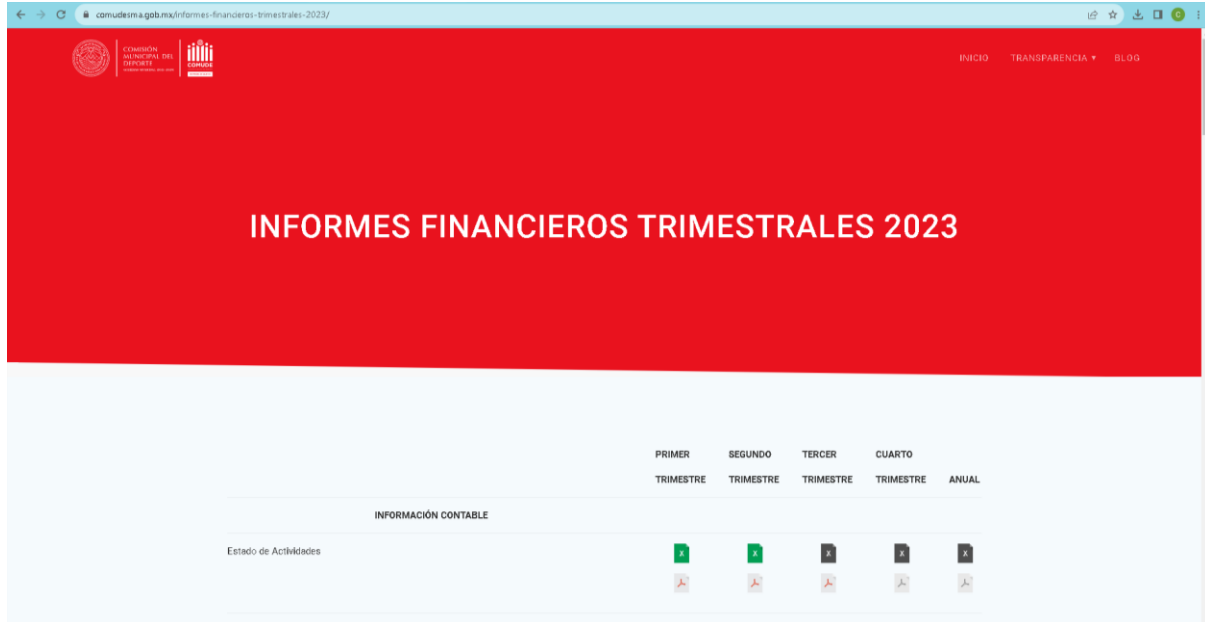 comudesma.gob.mx/informes-financieros-trimestrales-2023/
COMISIÓN
MUNICIPAL DEL
DEPORTE
COMUDE
INICIO TRANSPARENCIA ▾ BLOG
INFORMES FINANCIEROS TRIMESTRALES 2023
PRIMER SEGUNDO TERCER CUARTO
TRIMESTRE TRIMESTRE TRIMESTRE TRIMESTRE ANUAL
INFORMACIÓN CONTABLE
Estado de Actividades